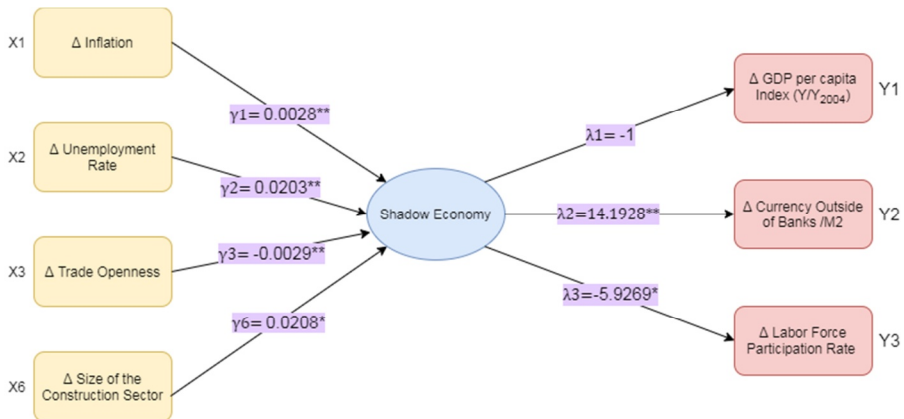 X1
Δ Inflation
γ1= 0.0028**
X2
Δ Unemployment
Rate
γ2= 0.0203**
X3
Δ Trade Openness
γ3= -0.0029**
X6
Δ Size of the
Construction Sector
γ6= 0.0208*
Shadow Economy
λ1= -1
Δ GDP per capita
Index (Y/Y₂₀₀₄)
Y1
λ2=14.1928**
Δ Currency Outside
of Banks /M2
Y2
λ3=-5.9269*
Δ Labor Force
Participation Rate
Y3